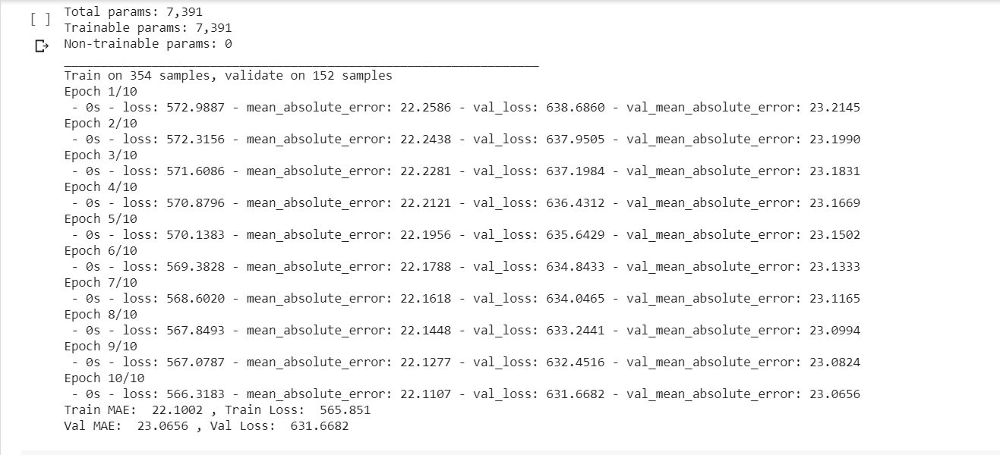 [ ]
Total params: 7,391
Trainable params: 7,391
Non-trainable params: 0
_________________________________________________________________
Train on 354 samples, validate on 152 samples
Epoch 1/10
 - 0s - loss: 572.9887 - mean_absolute_error: 22.2586 - val_loss: 638.6860 - val_mean_absolute_error: 23.2145
Epoch 2/10
 - 0s - loss: 572.3156 - mean_absolute_error: 22.2438 - val_loss: 637.9505 - val_mean_absolute_error: 23.1990
Epoch 3/10
 - 0s - loss: 571.6086 - mean_absolute_error: 22.2281 - val_loss: 637.1984 - val_mean_absolute_error: 23.1831
Epoch 4/10
 - 0s - loss: 570.8796 - mean_absolute_error: 22.2121 - val_loss: 636.4312 - val_mean_absolute_error: 23.1669
Epoch 5/10
 - 0s - loss: 570.1383 - mean_absolute_error: 22.1956 - val_loss: 635.6429 - val_mean_absolute_error: 23.1502
Epoch 6/10
 - 0s - loss: 569.3828 - mean_absolute_error: 22.1788 - val_loss: 634.8433 - val_mean_absolute_error: 23.1333
Epoch 7/10
 - 0s - loss: 568.6020 - mean_absolute_error: 22.1618 - val_loss: 634.0465 - val_mean_absolute_error: 23.1165
Epoch 8/10
 - 0s - loss: 567.8493 - mean_absolute_error: 22.1448 - val_loss: 633.2441 - val_mean_absolute_error: 23.0994
Epoch 9/10
 - 0s - loss: 567.0787 - mean_absolute_error: 22.1277 - val_loss: 632.4516 - val_mean_absolute_error: 23.0824
Epoch 10/10
 - 0s - loss: 566.3183 - mean_absolute_error: 22.1107 - val_loss: 631.6682 - val_mean_absolute_error: 23.0656
Train MAE:  22.1002 , Train Loss:  565.851
Val MAE:  23.0656 , Val Loss:  631.6682